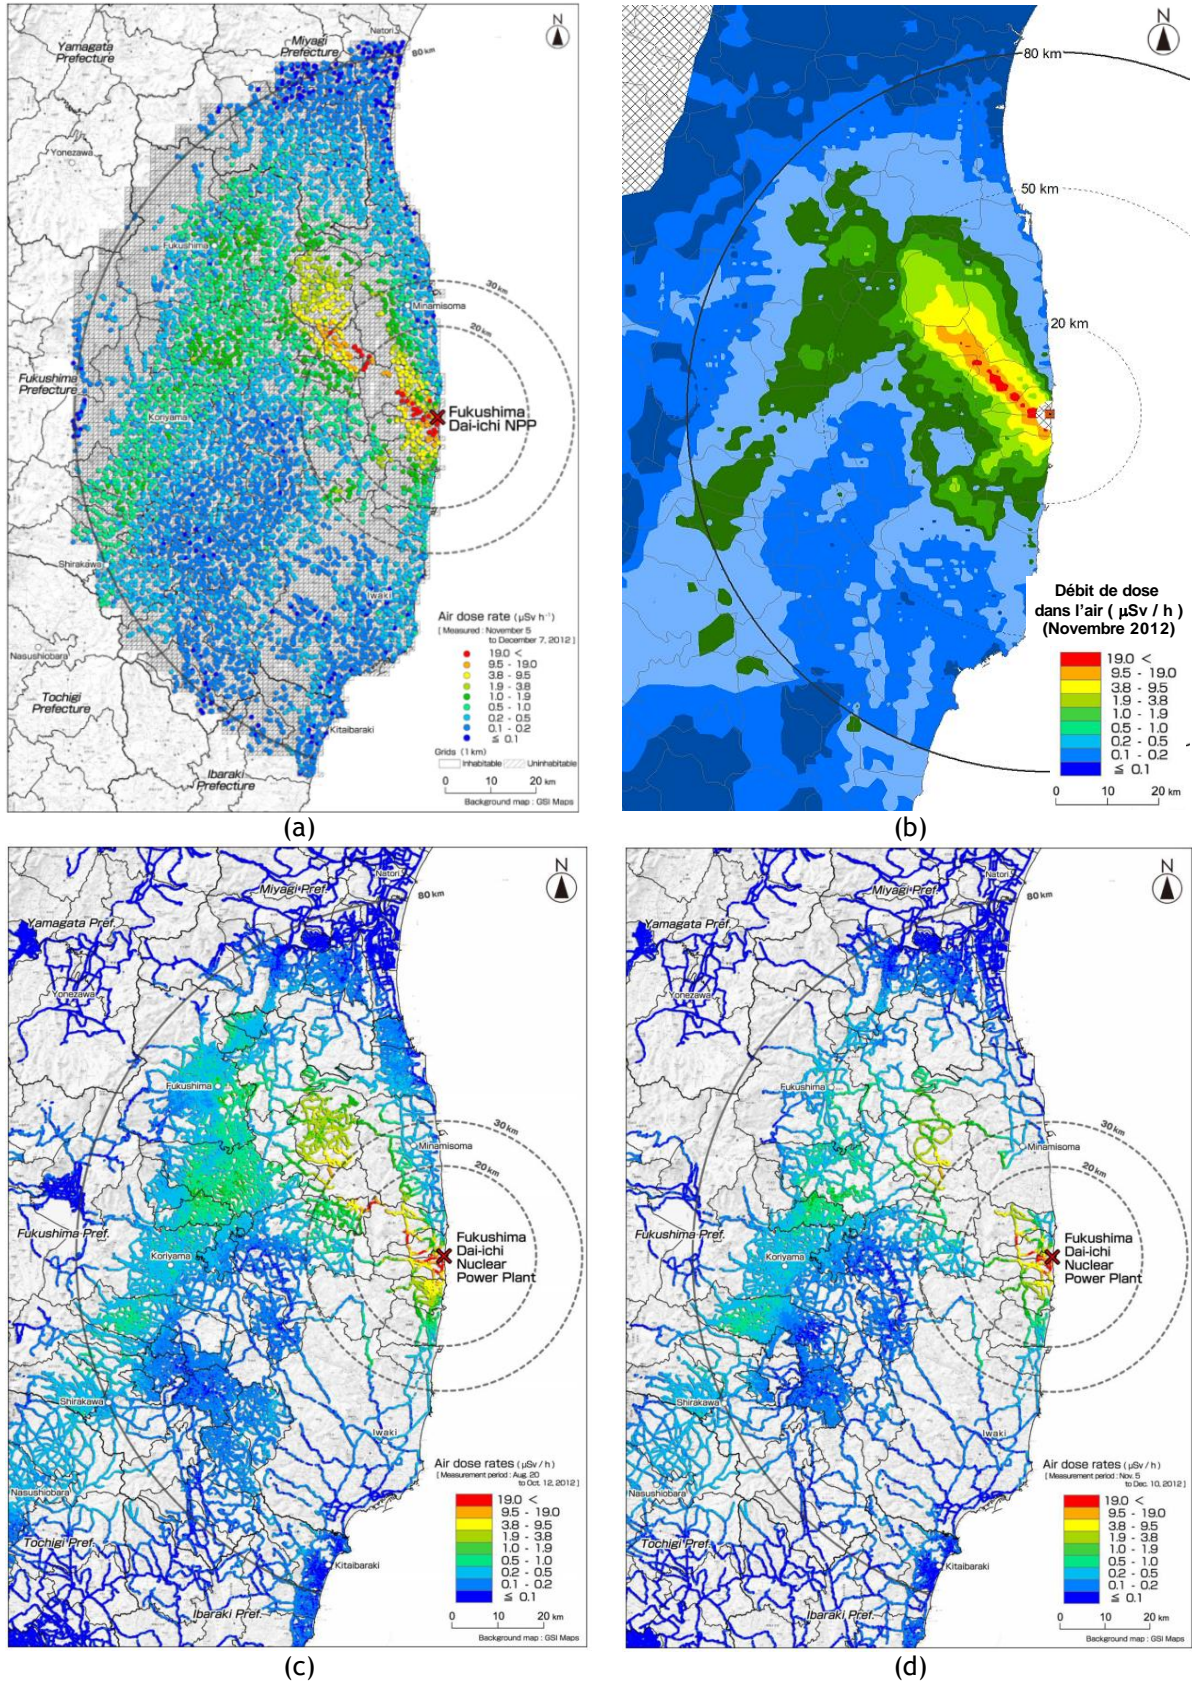 N
Natori
Yamagata
Prefecture
Miyagi
Prefecture
80 km
Yonezawa
Fukushima
30 km
Minamisoma
20 km
Fukushima
Prefecture
Koriyama
Fukushima
Dai-ichi NPP
Shirakawa
Iwaki
Nasushiobara
Tochigi
Prefecture
Kitaibaraki
Ibaraki
Prefecture
Air dose rate (μSv h⁻¹)
[ Measured : November 5
to December 7, 2012 ]
19.0 <
9.5 - 19.0
3.8 - 9.5
1.9 - 3.8
1.0 - 1.9
0.5 - 1.0
0.2 - 0.5
0.1 - 0.2
≦ 0.1
Grids (1 km)
Inhabitable Uninhabitable
0 10 20 km
Background map : GSI Maps
(a)
N
80 km
50 km
20 km
Débit de dose
dans l'air ( μSv / h )
(Novembre 2012)
19.0 <
9.5 - 19.0
3.8 - 9.5
1.9 - 3.8
1.0 - 1.9
0.5 - 1.0
0.2 - 0.5
0.1 - 0.2
≦ 0.1
0 10 20 km
Background map : GSI Maps
(b)
N
Natori
Miyagi Pref.
80 km
Yamagata Pref.
Yonezawa
Fukushima
30 km
Minamisoma
20 km
Fukushima Pref.
Koriyama
Fukushima
Dai-ichi
Nuclear
Power Plant
Shirakawa
Iwaki
Nasushiobara
Tochigi Pref.
Kitaibaraki
Ibaraki Pref.
Air dose rates (μSv / h)
[ Measurement period : Aug. 20
to Oct. 12, 2012 ]
19.0 <
9.5 - 19.0
3.8 - 9.5
1.9 - 3.8
1.0 - 1.9
0.5 - 1.0
0.2 - 0.5
0.1 - 0.2
≦ 0.1
0 10 20 km
Background map : GSI Maps
(c)
N
Natori
Miyagi Pref.
80 km
Yamagata Pref.
Yonezawa
Fukushima
30 km
Minamisoma
20 km
Fukushima Pref.
Koriyama
Fukushima
Dai-ichi
Nuclear
Power Plant
Shirakawa
Iwaki
Nasushiobara
Tochigi Pref.
Kitaibaraki
Ibaraki Pref.
Air dose rates (μSv / h)
[ Measurement period : Nov. 5
to Dec. 10, 2012 ]
19.0 <
9.5 - 19.0
3.8 - 9.5
1.9 - 3.8
1.0 - 1.9
0.5 - 1.0
0.2 - 0.5
0.1 - 0.2
≦ 0.1
0 10 20 km
Background map : GSI Maps
(d)